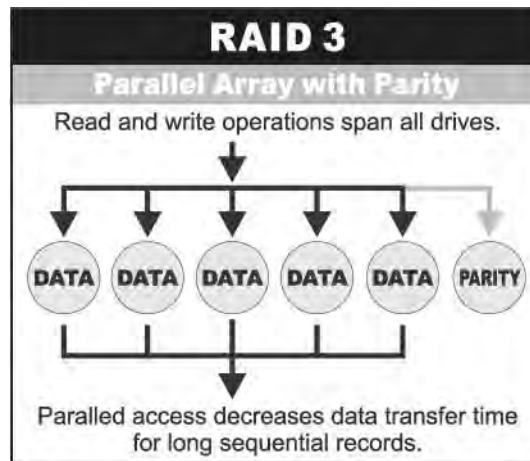 RAID 3
Parallel Array with Parity
Read and write operations span all drives.
DATA DATA DATA DATA DATA PARITY
Paralled access decreases data transfer time
for long sequential records.